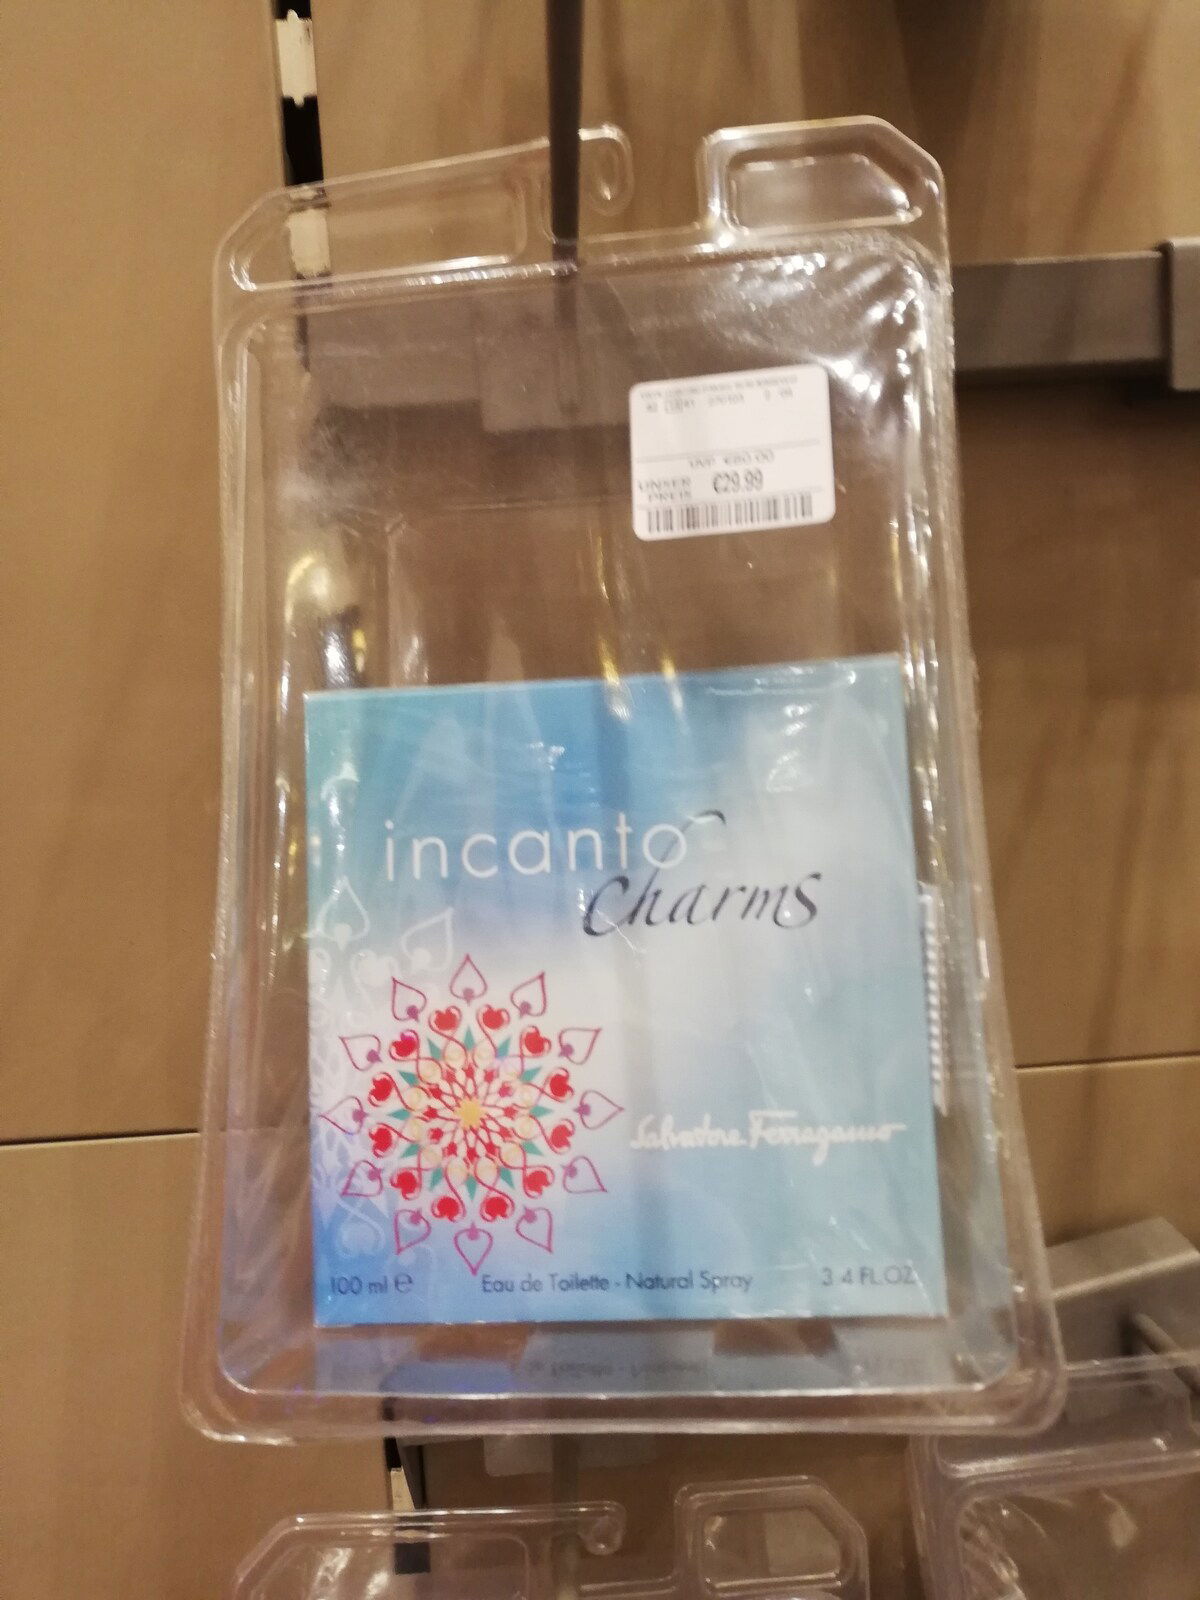 UVP €60.00
UNSER PREIS €29.99
incanto
charms
Salvatore Ferragamo
100 ml e Eau de Toilette - Natural Spray 3.4 FL.OZ.